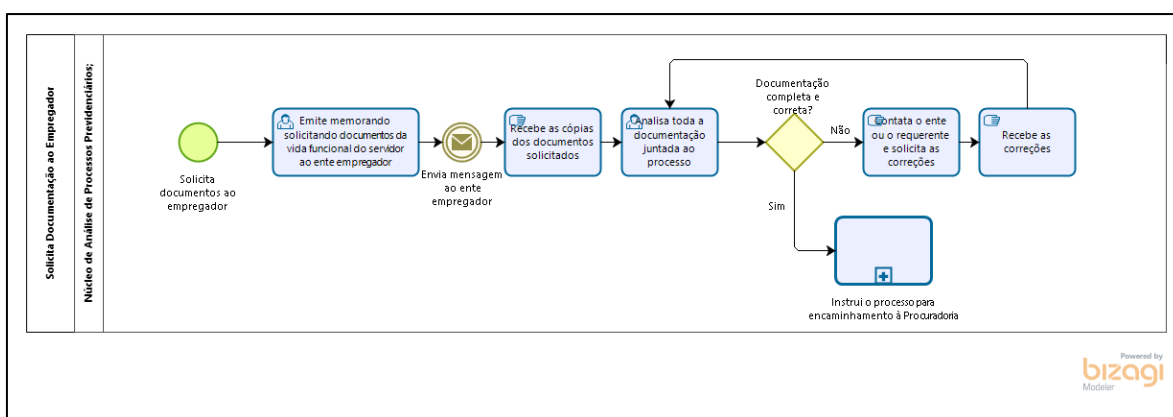 Solicita Documentação ao Empregador
Núcleo de Análise de Processos Previdenciários;
Solicita
documentos ao
empregador
Emite memorando
solicitando documentos da
vida funcional do servidor
ao ente empregador
Envia mensagem
ao ente
empregador
Recebe as cópias
dos documentos
solicitados
Analisa toda a
documentação
juntada ao
processo
Documentação
completa e
correta?
Não
Contata o ente
ou o requerente
e solicita as
correções
Recebe as
correções
Sim
Instrui o processo para
encaminhamento à Procuradoria
Powered by
bizagi
Modeler